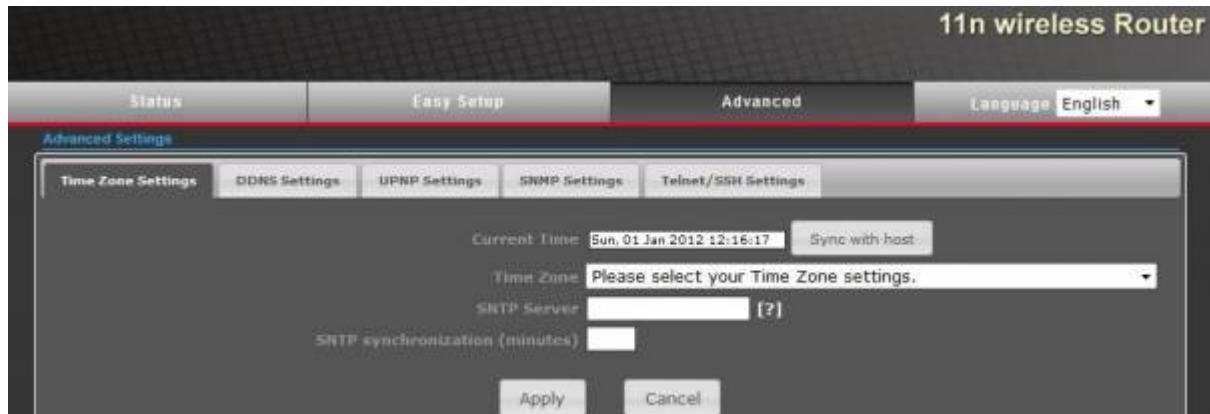 11n wireless Router
Status Easy Setup Advanced Language English
Advanced Settings
Time Zone Settings DDNS Settings UPNP Settings SNMP Settings Telnet/SSH Settings
Current Time Sun, 01 Jan 2012 12:16:17 Sync with host
Time Zone Please select your Time Zone settings.
SNTP Server [?]
SNTP synchronization (minutes)
Apply Cancel